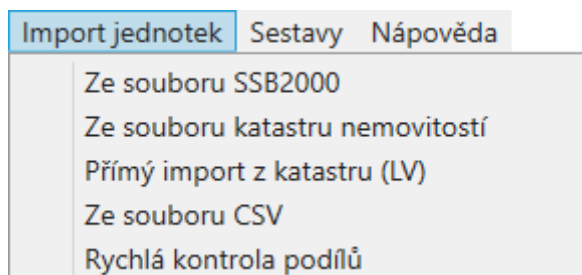 Import jednotek Sestavy Nápověda
Ze souboru SSB2000
Ze souboru katastru nemovitostí
Přímý import z katastru (LV)
Ze souboru CSV
Rychlá kontrola podílů